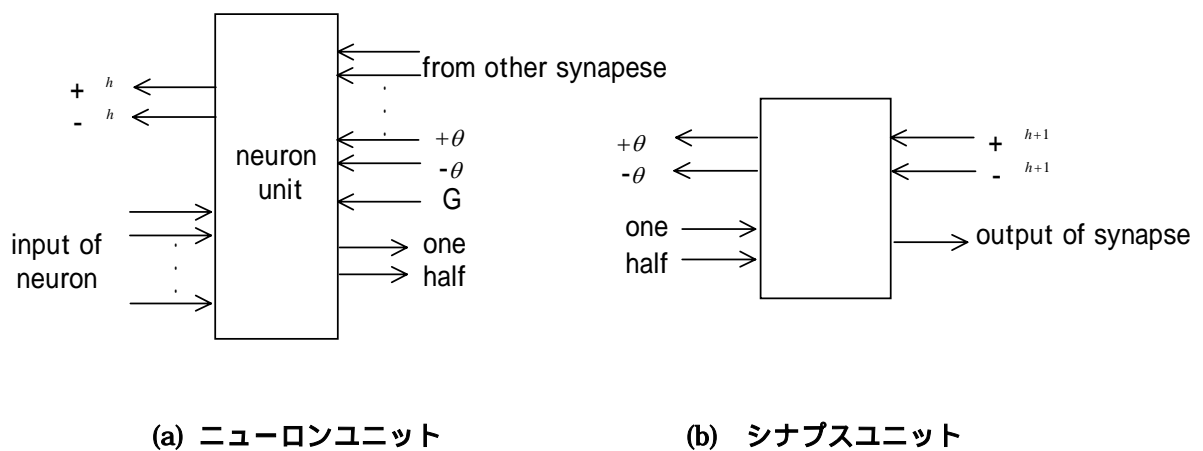 from other synapese
+ h
- h
+θ
-θ
G
neuron
unit
one
half
input of
neuron
+θ
-θ
one
half
+ h+1
- h+1
output of synapse
(a) ニューロンユニット
(b) シナプスユニット